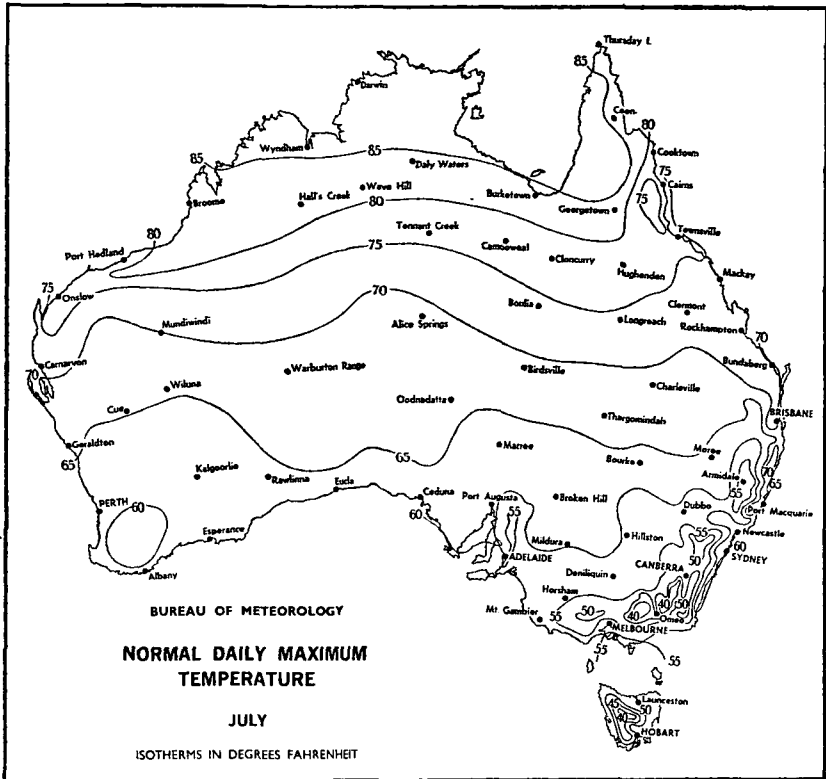 Thursday I.
85
Darwin
Coen
80
Wyndham
Cooktown
85
85
Daly Waters
75
Cairns
Wave Hill
Hall's Creek
Burketown
75
Broome
80
Georgetown
Tennant Creek
Townsville
80
75
Camooweal
Port Hedland
Cloncurry
Hughenden
Mackay
75
Onslow
70
Boulia
Clermont
Mundiwindi
Alice Springs
Longreach
Rockhampton
70
Carnarvon
Warburton Range
Birdsville
Bundaberg
70
Wiluna
Charleville
Oodnadatta
Cue
Thargomindah
BRISBANE
Geraldton
65
65
Marree
Bourke
Moree
70
Kalgoorlie
Rawlinna
Armidale
65
Eucla
Ceduna
Port Augusta
Broken Hill
55
PERTH
60
Dubbo
Port Macquarie
60
55
Esperance
Mildura
Hillston
55
Newcastle
60
ADELAIDE
SYDNEY
Albany
Deniliquin
CANBERRA
50
Horsham
BUREAU OF METEOROLOGY
Mt. Gambier
55
50
40
40
50
Omeo
MELBOURNE
NORMAL DAILY MAXIMUM
TEMPERATURE
55
55
JULY
Launceston
45
50
40
HOBART
ISOTHERMS IN DEGREES FAHRENHEIT